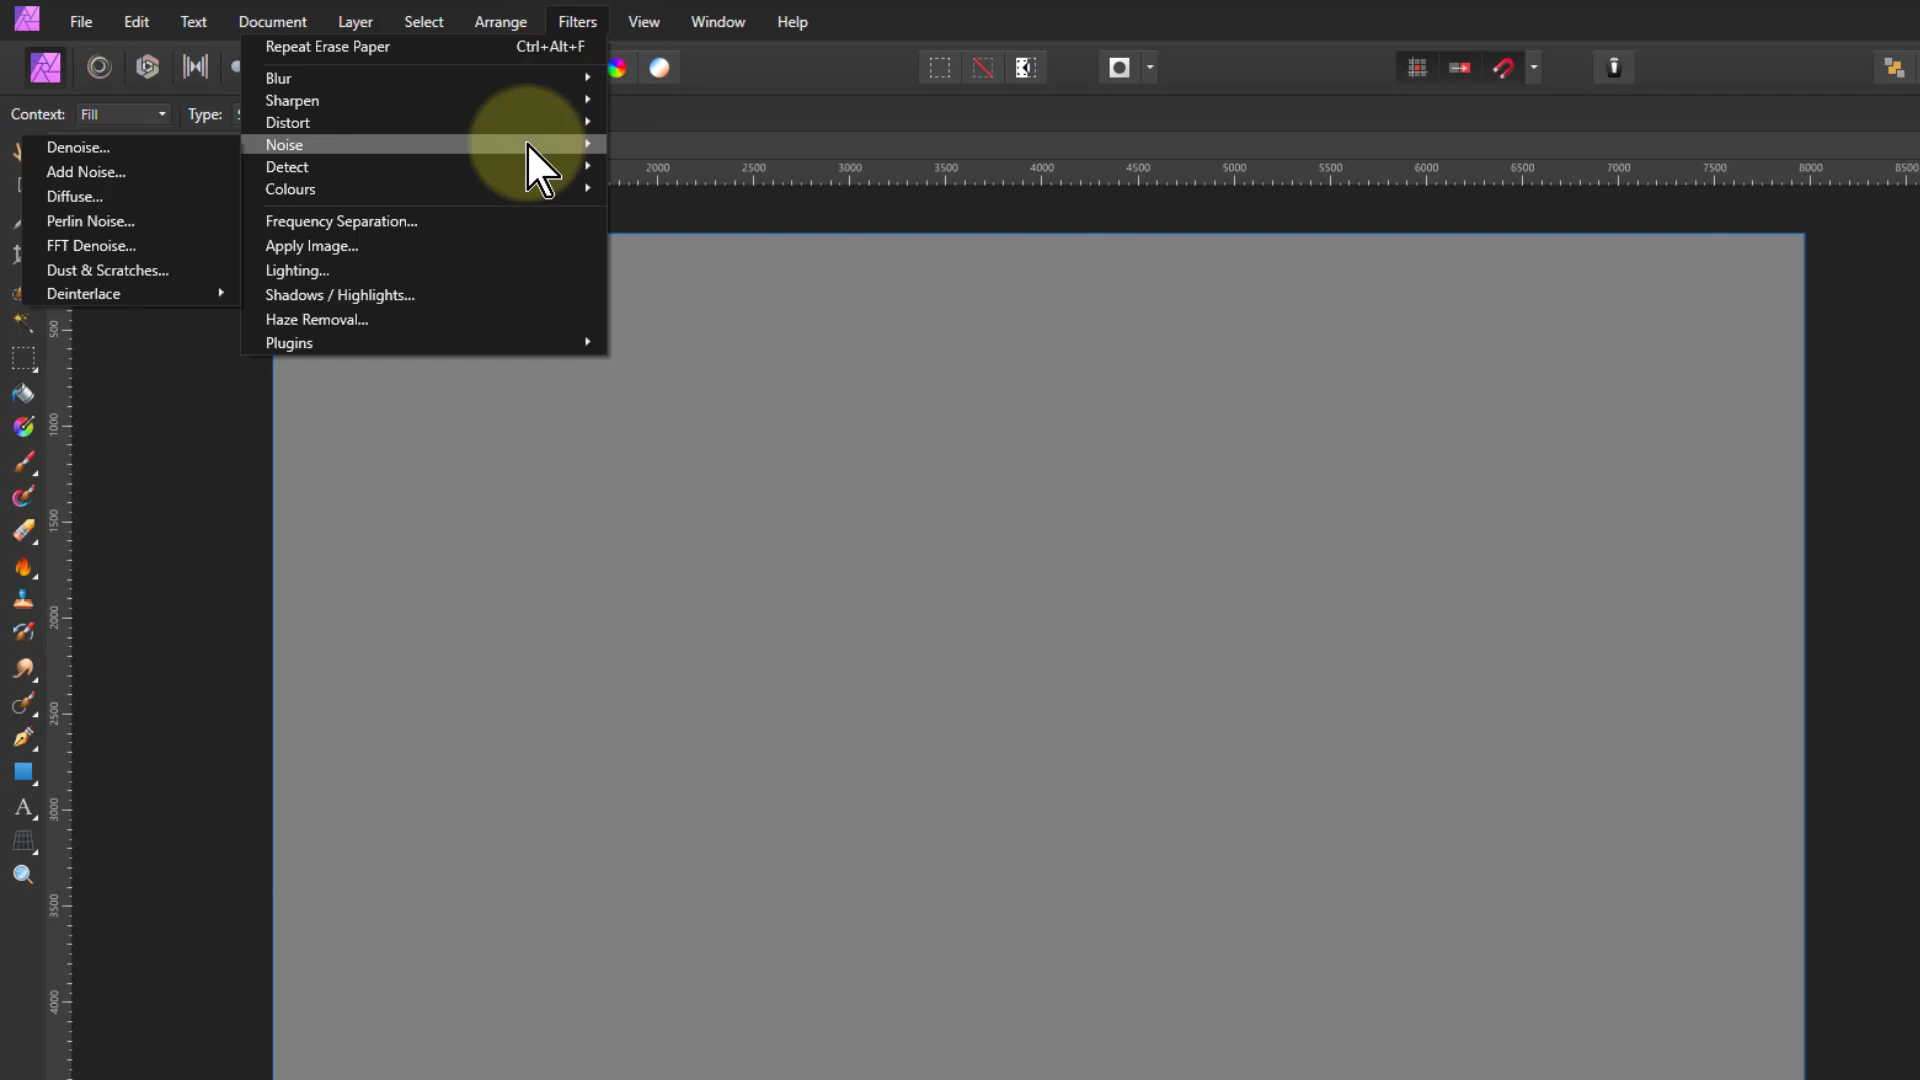 File Edit Text Document Layer Select Arrange Filters View Window Help
Repeat Erase Paper Ctrl+Alt+F
Blur
Sharpen
Distort
Noise
Detect
Colours
Frequency Separation...
Apply Image...
Lighting...
Shadows / Highlights...
Haze Removal...
Plugins
Context: Fill Type:
Denoise...
Add Noise...
Diffuse...
Perlin Noise...
FFT Denoise...
Dust & Scratches...
Deinterlace
2000 2500 3000 3500 4000 4500 5000 5500 6000 6500 7000 7500 8000 8500
500
1000
1500
2000
2500
3000
3500
4000